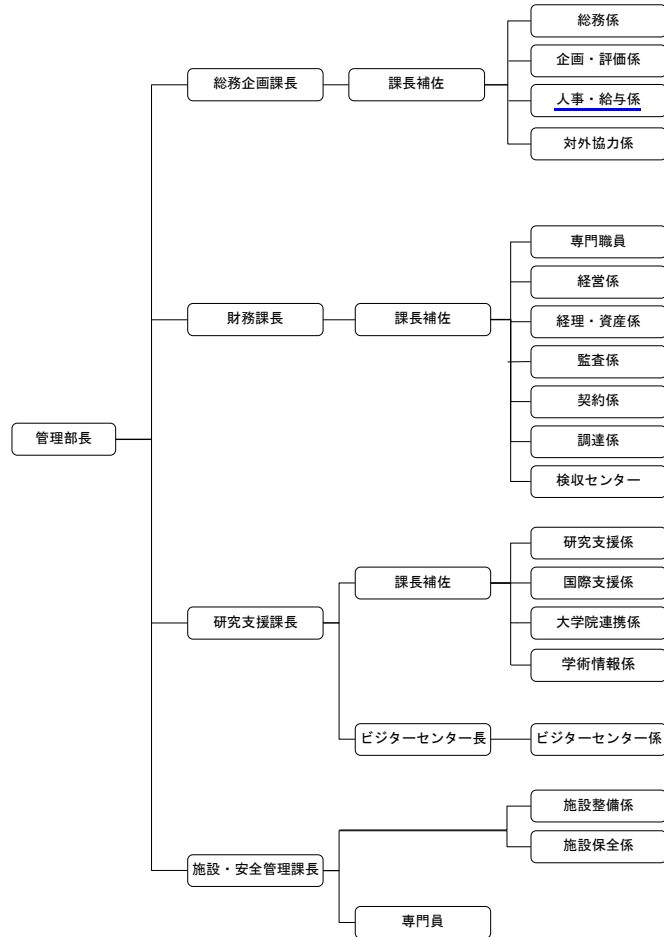 管理部長
総務企画課長
課長補佐
総務係
企画・評価係
人事・給与係
対外協力係
財務課長
課長補佐
専門職員
経営係
経理・資産係
監査係
契約係
調達係
検収センター
研究支援課長
課長補佐
研究支援係
国際支援係
大学院連携係
学術情報係
ビジターセンター長
ビジターセンター係
施設・安全管理課長
施設整備係
施設保全係
専門員